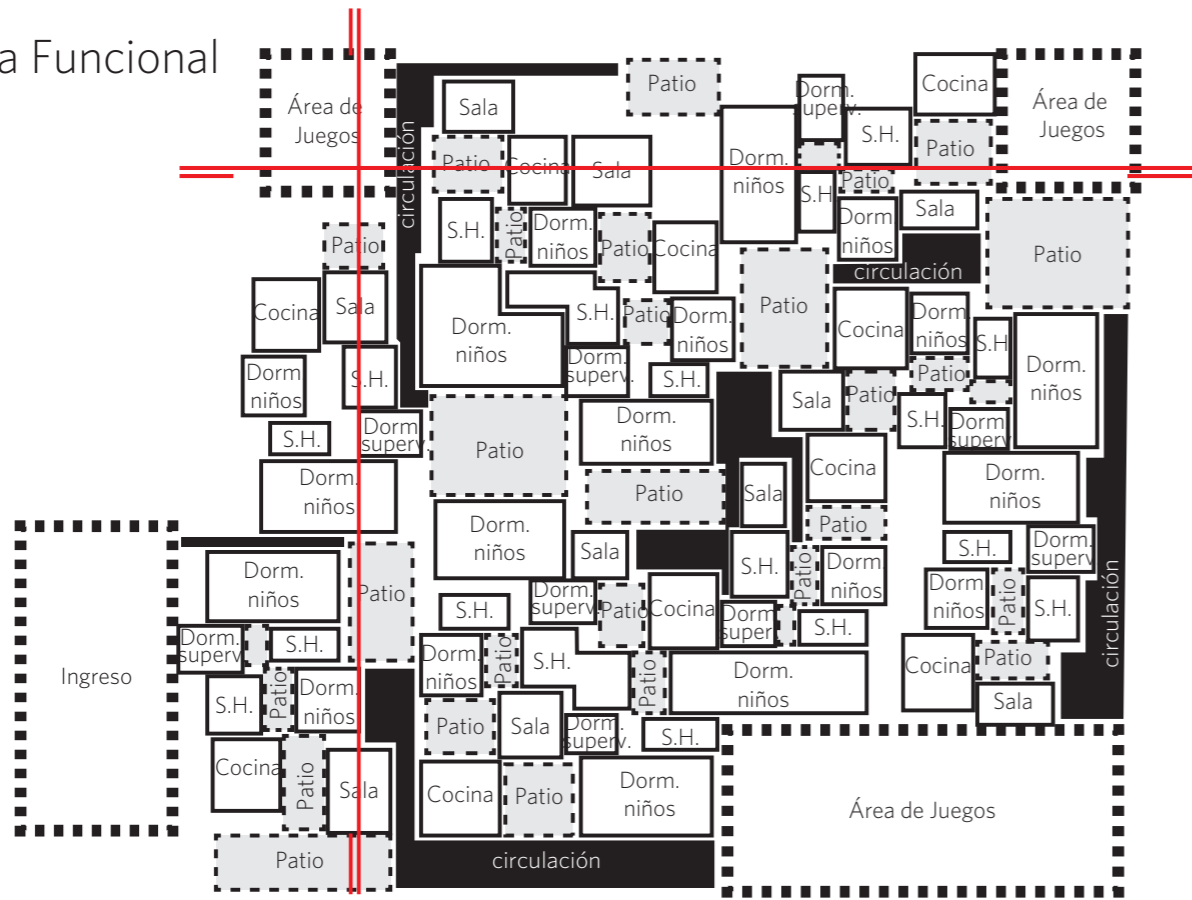 a Funcional
Área de
Juegos
circulación
Sala
Patio
Cocina
Sala
Patio
Dorm.
superv.
S.H.
Cocina
Patio
Área de
Juegos
Dorm.
niños
S.H
Patio
Dorm.
niños
Sala
circulación
Patio
S.H.
Patio
Dorm.
niños
Patio
Cocina
Patio
Patio
Cocina
Sala
Dorm.
niños
S.H.
Patio
Dorm.
niños
Dorm.
superv.
S.H.
Cocina
Dorm.
niños
S.H
Dorm.
niños
Patio
Dorm
niños
S.H.
S.H.
Dorm.
superv.
Dorm.
niños
Patio
Dorm.
niños
Patio
Sala
Patio
S.H.
Dorm.
superv
Dorm.
niños
Cocina
Sala
Patio
Dorm.
niños
Sala
S.H.
Patio
Dorm.
niños
S.H.
Dorm.
superv
Dorm.
niños
Patio
S.H.
circulación
Cocina
Patio
Sala
Ingreso
Dorm.
niños
Patio
Dorm.
superv
S.H.
S.H.
Patio
Dorm.
niños
Cocina
Patio
Sala
Patio
S.H.
Dorm.
superv.
Patio
Cocina
Dorm.
super.
S.H.
Dorm.
niños
Patio
S.H.
Patio
Dorm.
niños
Patio
Sala
Dorm.
superv.
S.H.
Cocina
Patio
Dorm.
niños
circulación
Área de Juegos